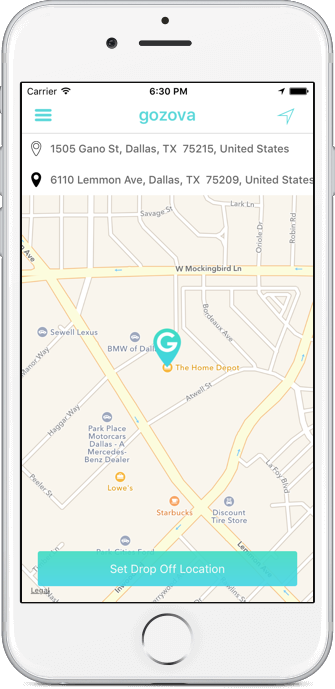 Carrier 6:30 PM
gozova
1505 Gano St, Dallas, TX 75215, United States
6110 Lemmon Ave, Dallas, TX 75209, United States
Lark Ln
Savage St
Oriole Dr
Robin Rd
W Mockingbird Ln
Bordeaux Ave
Sewell Lexus
BMW of Dall
G
Manor Way
The Home Depot
Atwell St
Haggar Way
Park Place
Motorcars
Dallas - A
Mercedes-
Benz Dealer
La Foy Blvd
Peeler St
Lowe's
Starbucks
Discount
Tire Store
Set Drop Off Location
Legal